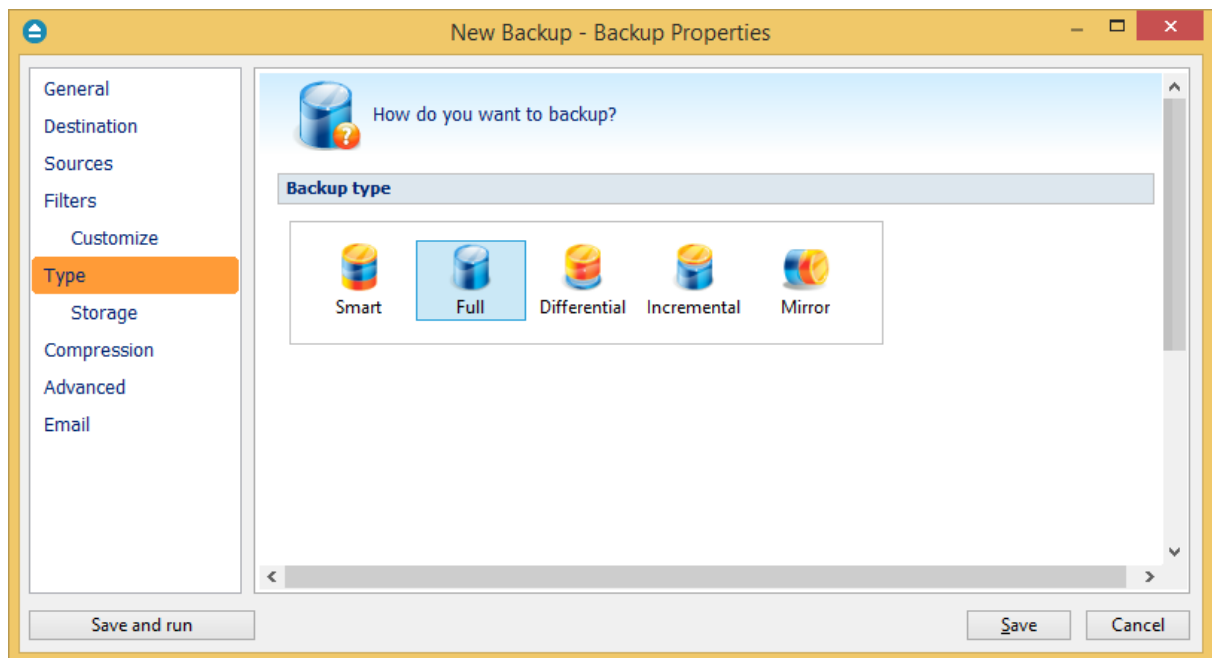 New Backup - Backup Properties
General
Destination
Sources
Filters
Customize
Type
Storage
Compression
Advanced
Email
How do you want to backup?
Backup type
Smart Full Differential Incremental Mirror
Save and run Save Cancel